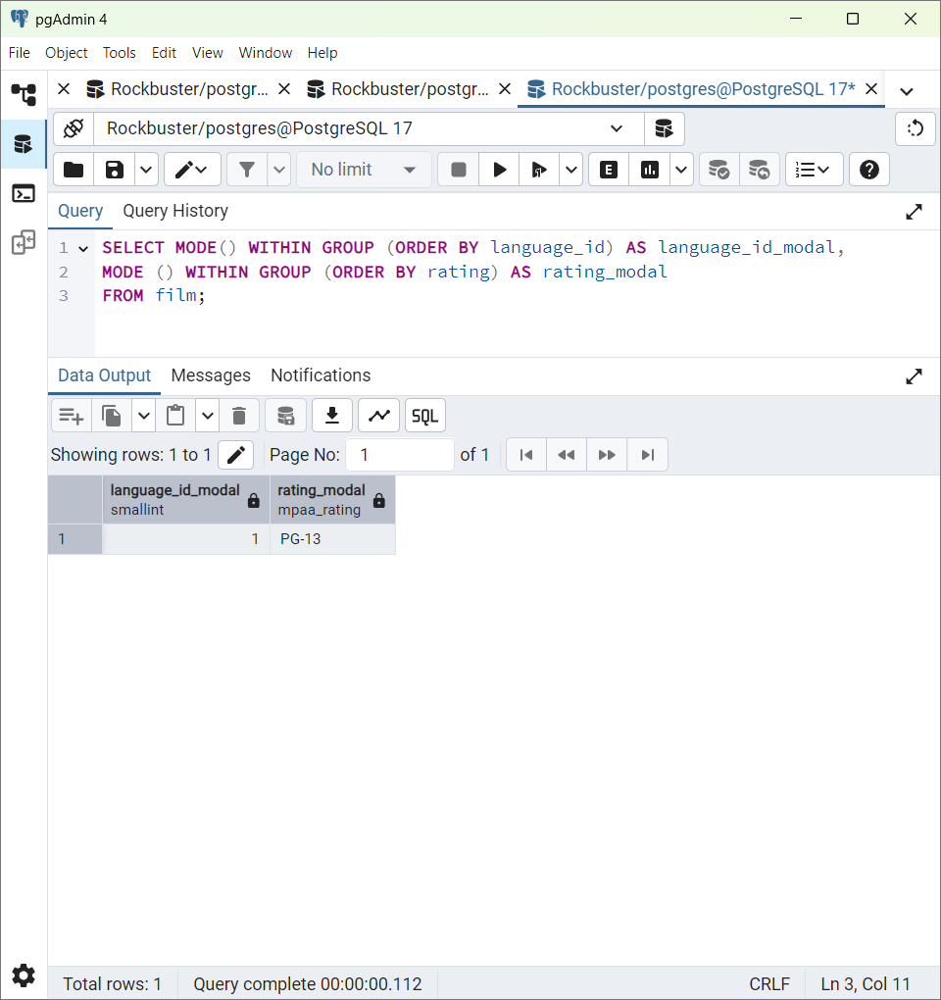 pgAdmin 4
File Object Tools Edit View Window Help
Rockbuster/postgr... Rockbuster/postgr... Rockbuster/postgres@PostgreSQL 17*
Rockbuster/postgres@PostgreSQL 17
No limit E
Query Query History
1 SELECT MODE() WITHIN GROUP (ORDER BY language_id) AS language_id_modal,
2 MODE () WITHIN GROUP (ORDER BY rating) AS rating_modal
3 FROM film;
Data Output Messages Notifications
SQL
Showing rows: 1 to 1 Page No: 1 of 1
language_id_modal rating_modal
smallint mpaa_rating
1 1 PG-13
Total rows: 1 Query complete 00:00:00.112 CRLF Ln 3, Col 11